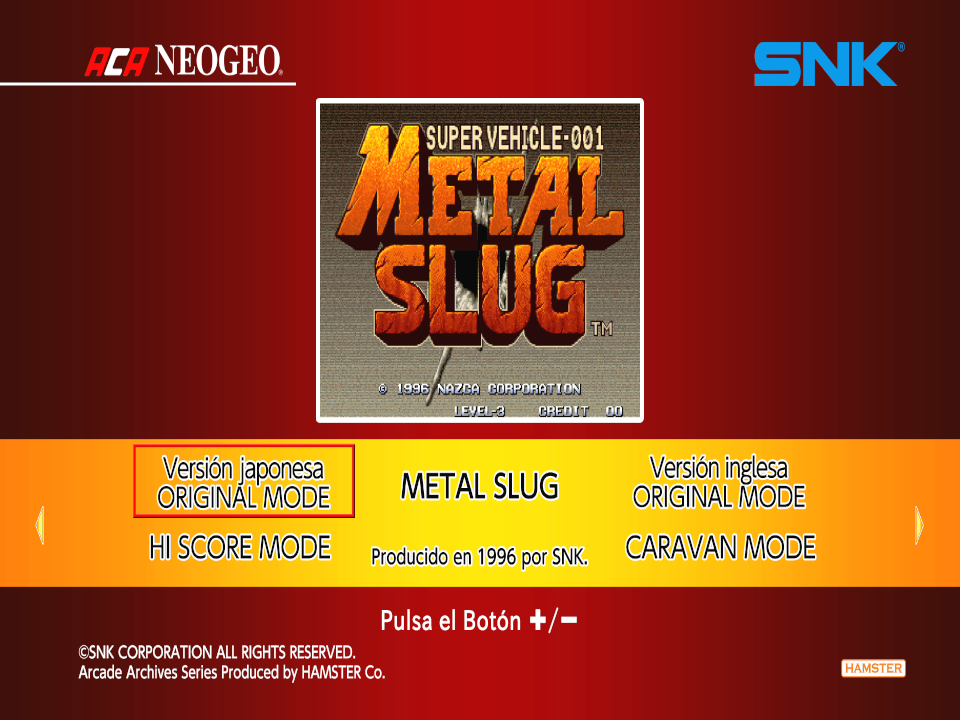 ACA NEOGEO®
SNK®
SUPER VEHICLE-001
METAL
SLUG
TM
© 1996 NAZCA CORPORATION
LEVEL-3 CREDIT 00
Versión japonesa
ORIGINAL MODE
METAL SLUG
Versión inglesa
ORIGINAL MODE
HI SCORE MODE
Producido en 1996 por SNK.
CARAVAN MODE
Pulsa el Botón +/-
©SNK CORPORATION ALL RIGHTS RESERVED.
Arcade Archives Series Produced by HAMSTER Co.
HAMSTER